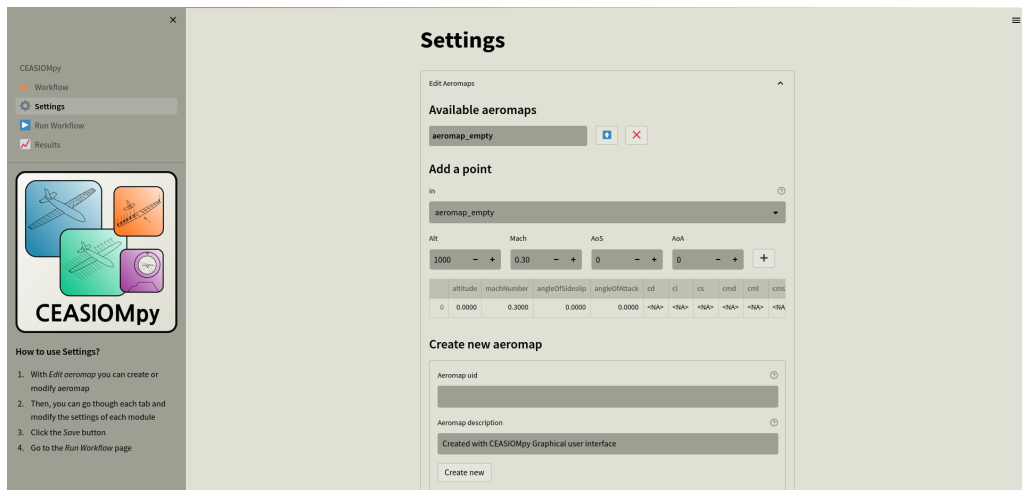 CEASIOMpy
Workflow
Settings
Run Workflow
Results
CEASIOMpy
How to use Settings?
1. With Edit aeromap you can create or
modify aeromap
2. Then, you can go though each tab and
modify the settings of each module
3. Click the Save button
4. Go to the Run Workflow page
Settings
Edit Aeromaps
Available aeromaps
aeromap_empty
Add a point
in
aeromap_empty
Alt Mach AoS AoA
1000 - + 0.30 - + 0 - + 0 - + +
altitude machNumber angleOfSideslip angleOfAttack cd cl cs cmd cml cms
0 0.0000 0.3000 0.0000 0.0000 <NA> <NA> <NA> <NA> <NA> <NA
Create new aeromap
Aeromap uid
Aeromap description
Created with CEASIOMpy Graphical user interface
Create new